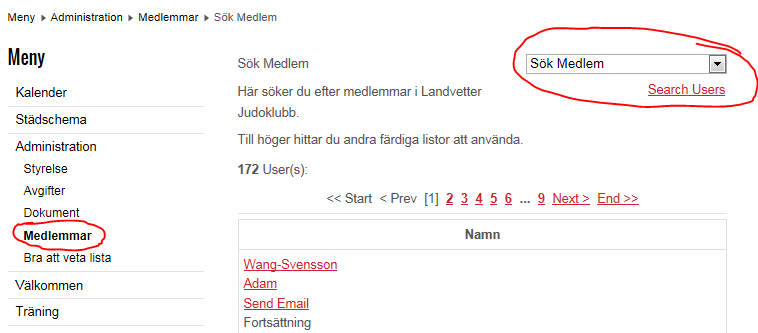 Meny ▸ Administration ▸ Medlemmar ▸ Sök Medlem
Meny
Kalender
Städschema
Administration
Styrelse
Avgifter
Dokument
Medlemmar
Bra att veta lista
Välkommen
Träning
Sök Medlem
Sök Medlem
Search Users
Här söker du efter medlemmar i Landvetter
Judoklubb.
Till höger hittar du andra färdiga listor att använda.
172 User(s):
<< Start < Prev [1] 2 3 4 5 6 ... 9 Next > End >>
Namn
Wang-Svensson
Adam
Send Email
Fortsättning